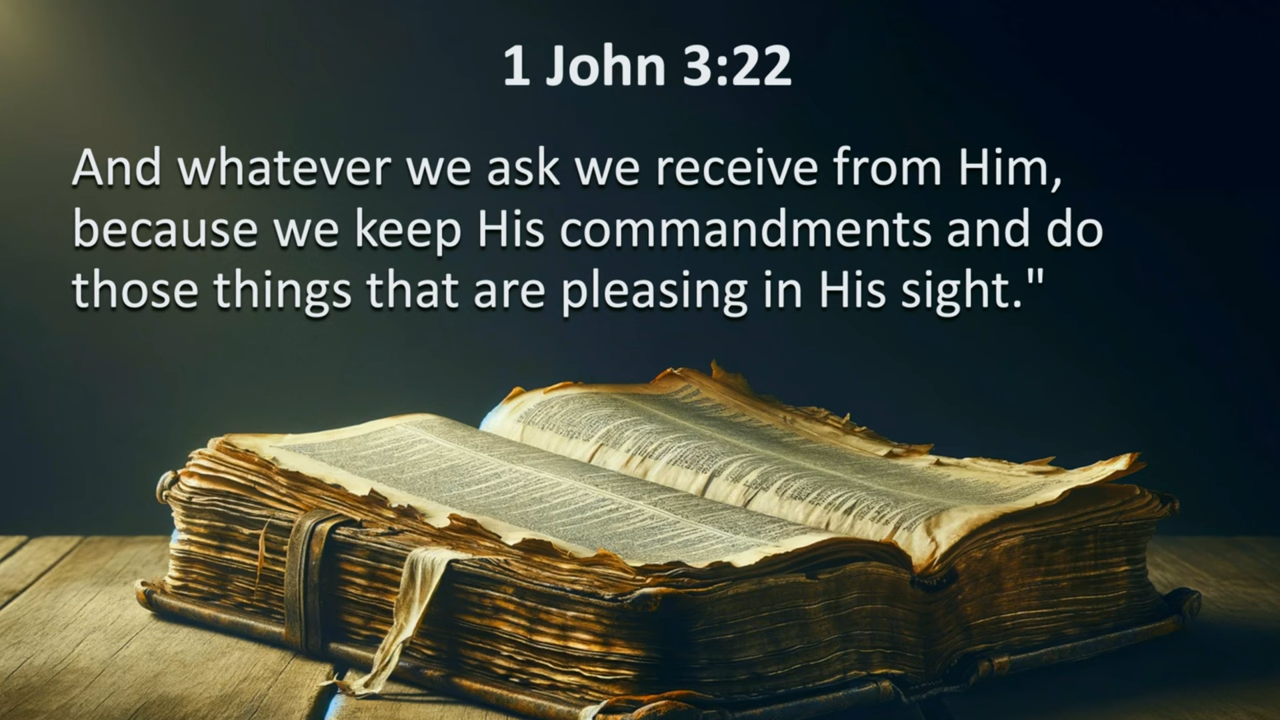 1 John 3:22
And whatever we ask we receive from Him,
because we keep His commandments and do
those things that are pleasing in His sight."